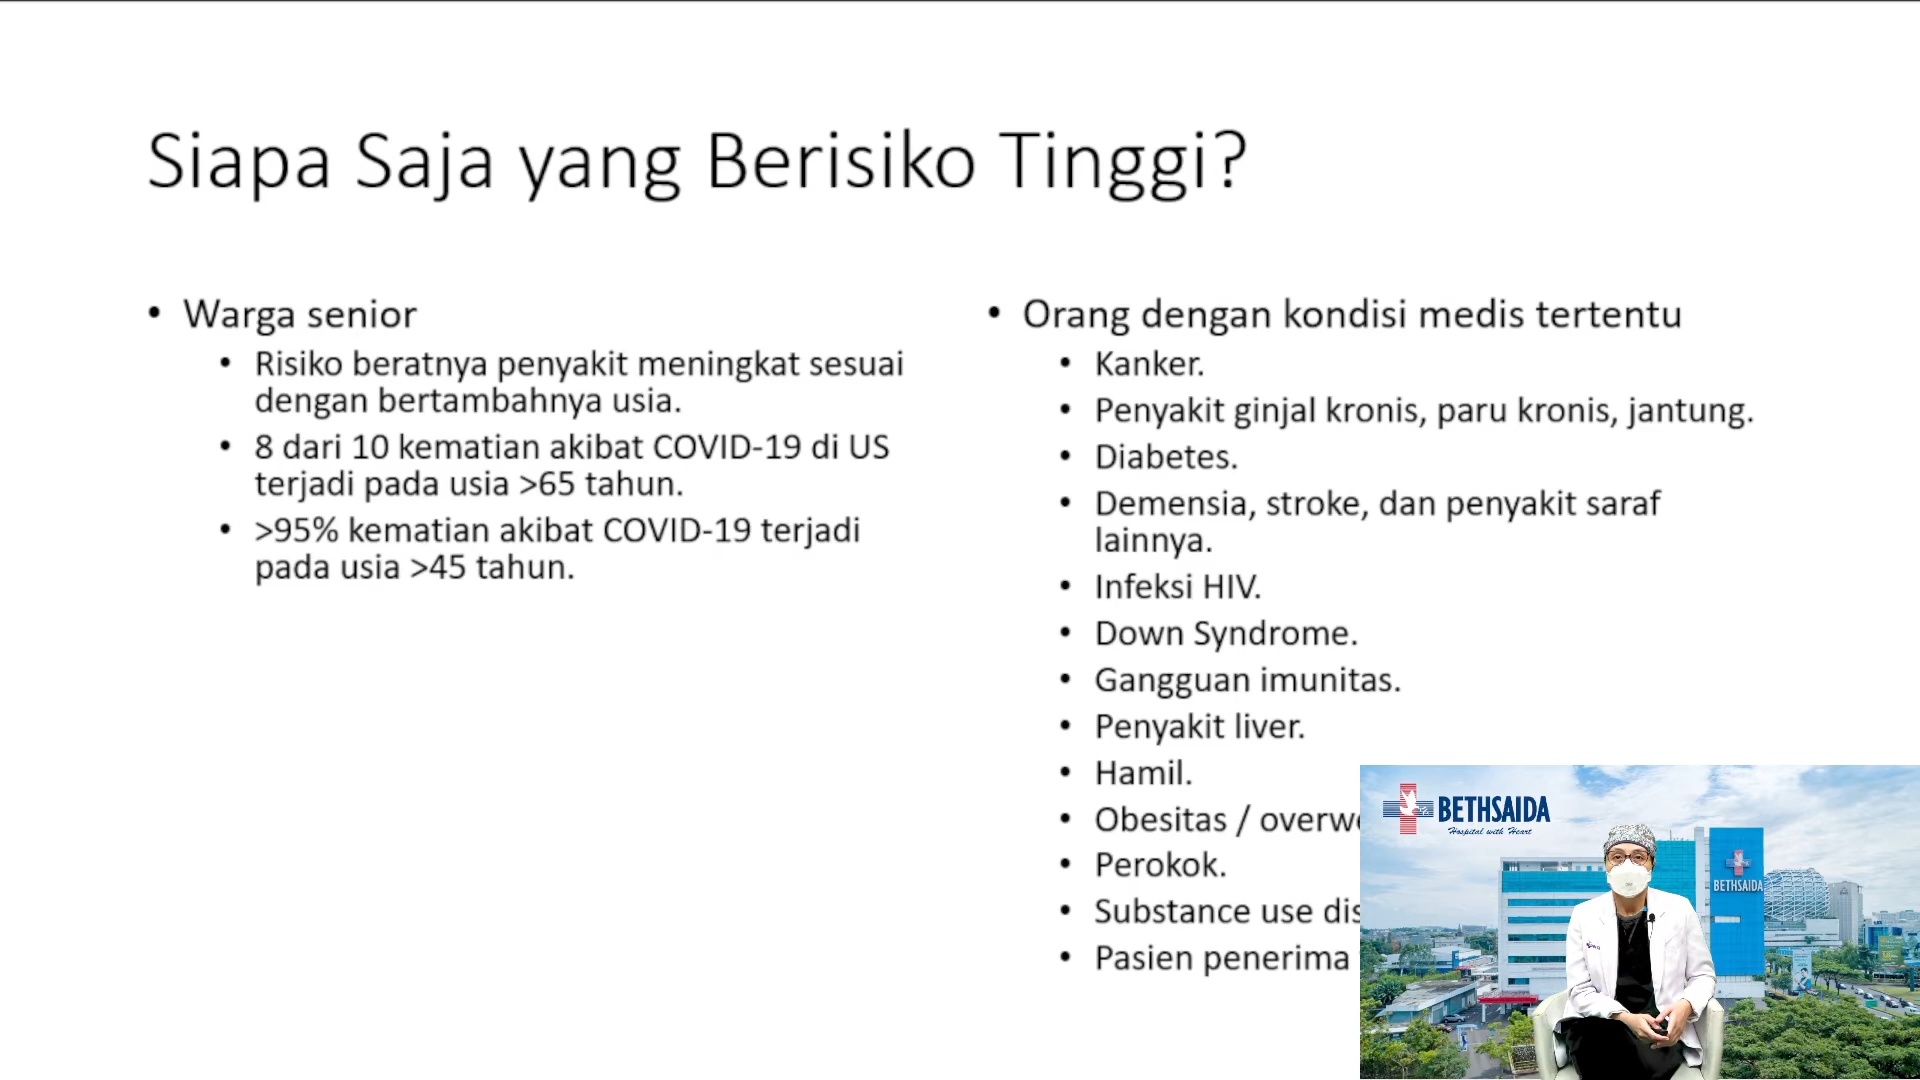 Siapa Saja yang Berisiko Tinggi?
• Warga senior
• Risiko beratnya penyakit meningkat sesuai
dengan bertambahnya usia.
• 8 dari 10 kematian akibat COVID-19 di US
terjadi pada usia >65 tahun.
• >95% kematian akibat COVID-19 terjadi
pada usia >45 tahun.
• Orang dengan kondisi medis tertentu
• Kanker.
• Penyakit ginjal kronis, paru kronis, jantung.
• Diabetes.
• Demensia, stroke, dan penyakit saraf
lainnya.
• Infeksi HIV.
• Down Syndrome.
• Gangguan imunitas.
• Penyakit liver.
• Hamil.
• Obesitas /
• Perokok.
• Substance use
• Pasien penerima
BETHSAIDA
Hospital with Heart
BETHSAIDA